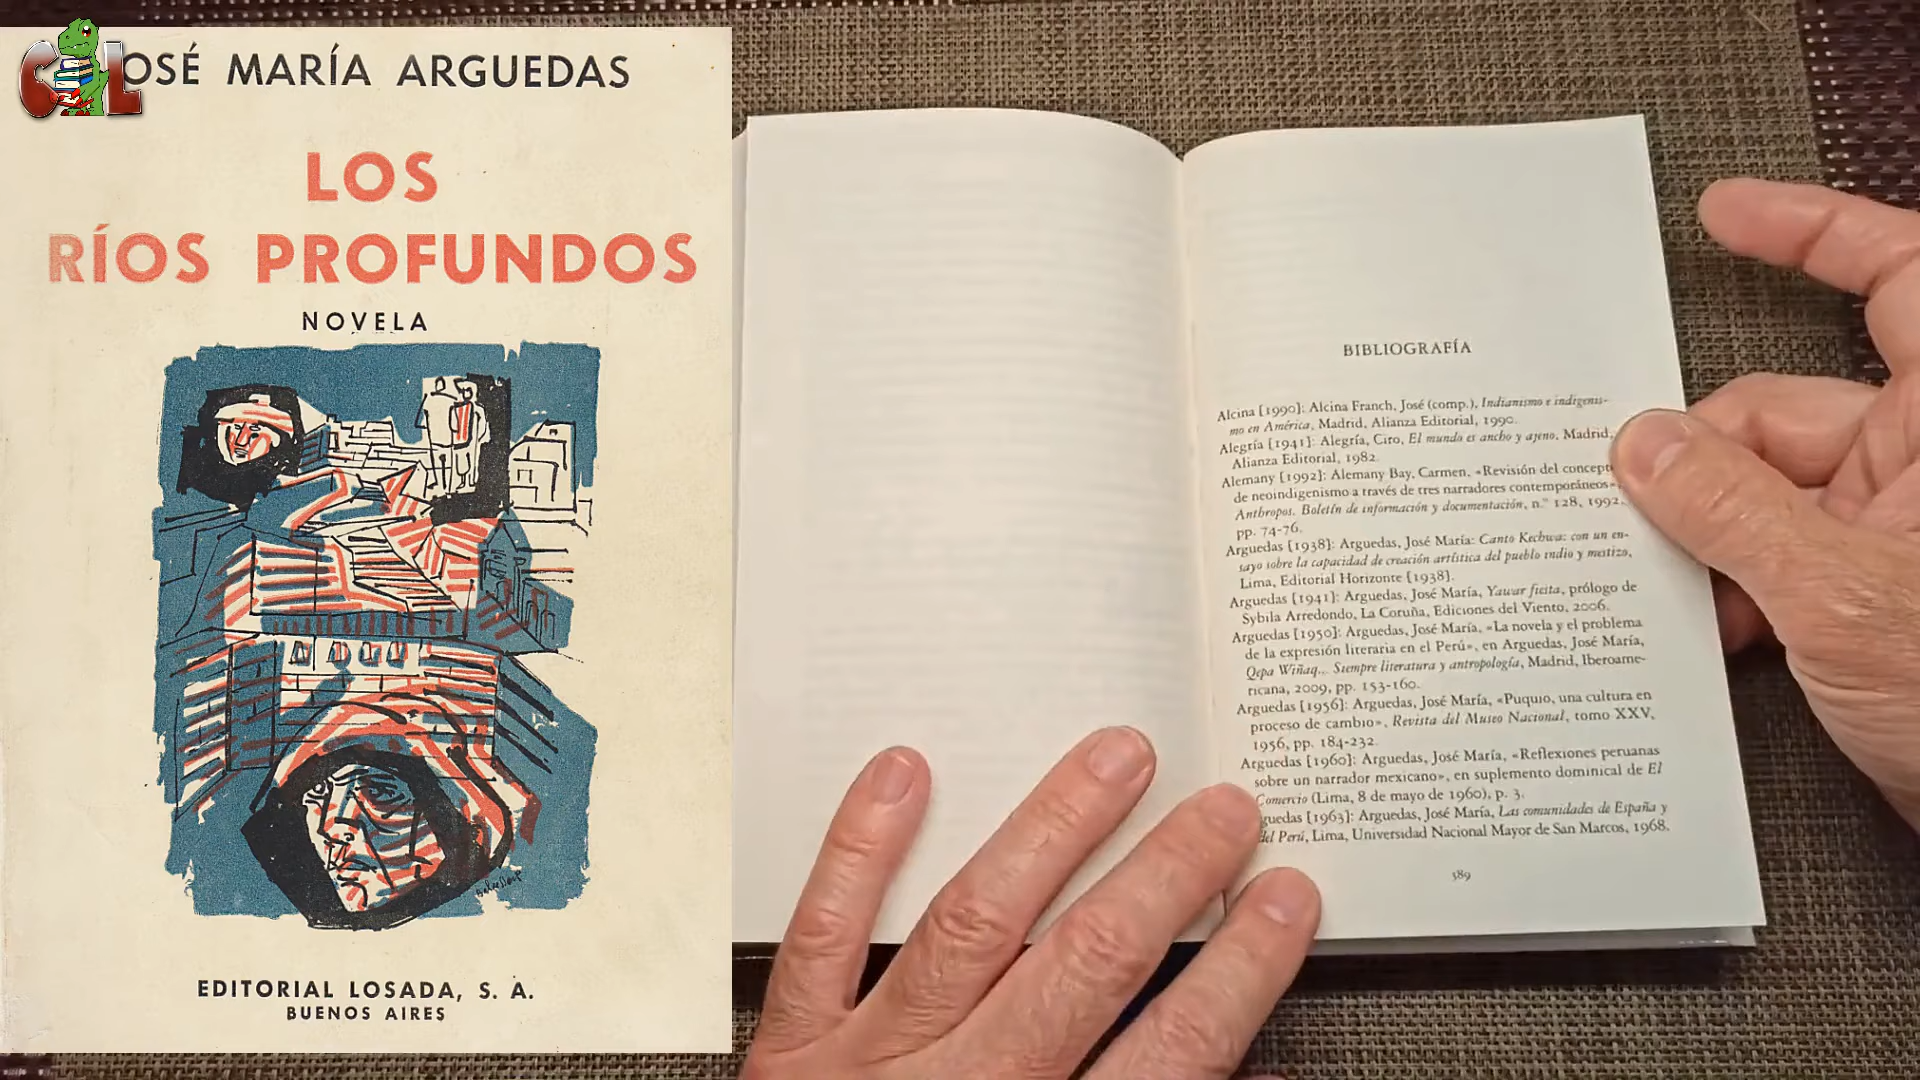 JOSÉ MARÍA ARGUEDAS
LOS
RÍOS PROFUNDOS
NOVELA
EDITORIAL LOSADA, S. A.
BUENOS AIRES
CL
BIBLIOGRAFÍA
Alcina [1990]: Alcina Franch, José (comp.), Indianismo e indigenis-
mo en América, Madrid, Alianza Editorial, 1990.
Alegría [1941]: Alegría, Ciro, El mundo es ancho y ajeno, Madrid,
Alianza Editorial, 1982.
Alemany [1992]: Alemany Bay, Carmen, «Revisión del concept
de neoindigenismo a través de tres narradores contemporáneos»,
Anthropos. Boletín de información y documentación, n.º 128, 1992,
pp. 74-76.
Arguedas [1938]: Arguedas, José María: Canto Kechwa: con un en-
sayo sobre la capacidad de creación artística del pueblo indio y mestizo,
Lima, Editorial Horizonte [1938].
Arguedas [1941]: Arguedas, José María, Yawar fiesta, prólogo de
Sybila Arredondo, La Coruña, Ediciones del Viento, 2006.
Arguedas [1950]: Arguedas, José María, «La novela y el problema
de la expresión literaria en el Perú», en Arguedas, José María,
Qepa Wiñaq... Siempre literatura y antropología, Madrid, Iberoame-
ricana, 2009, pp. 153-160.
Arguedas [1956]: Arguedas, José María, «Puquio, una cultura en
proceso de cambio», Revista del Museo Nacional, tomo XXV,
1956, pp. 184-232.
Arguedas [1960]: Arguedas, José María, «Reflexiones peruanas
sobre un narrador mexicano», en suplemento dominical de El
Comercio (Lima, 8 de mayo de 1960), p. 3.
guedas [1963]: Arguedas, José María, Las comunidades de España y
del Perú, Lima, Universidad Nacional Mayor de San Marcos, 1968.
389